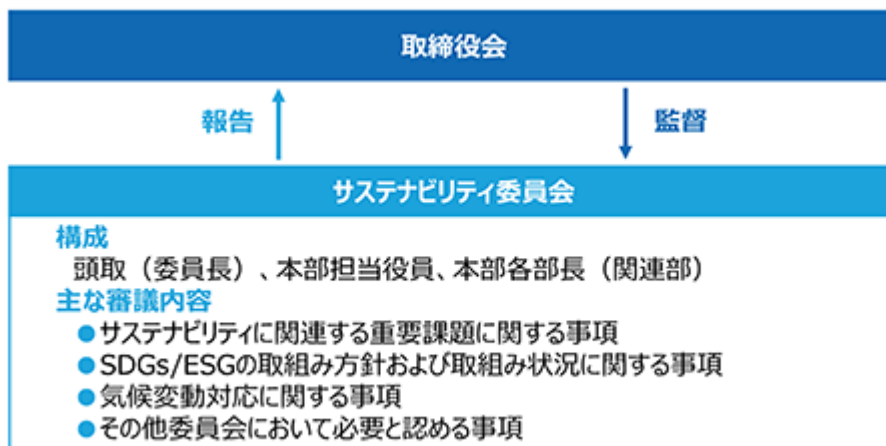 取締役会
報告
監督
サステナビリティ委員会
構成
頭取（委員長）、本部担当役員、本部各部長（関連部）
主な審議内容
●サステナビリティに関連する重要課題に関する事項
●SDGs/ESGの取組み方針および取組み状況に関する事項
●気候変動対応に関する事項
●その他委員会において必要と認める事項